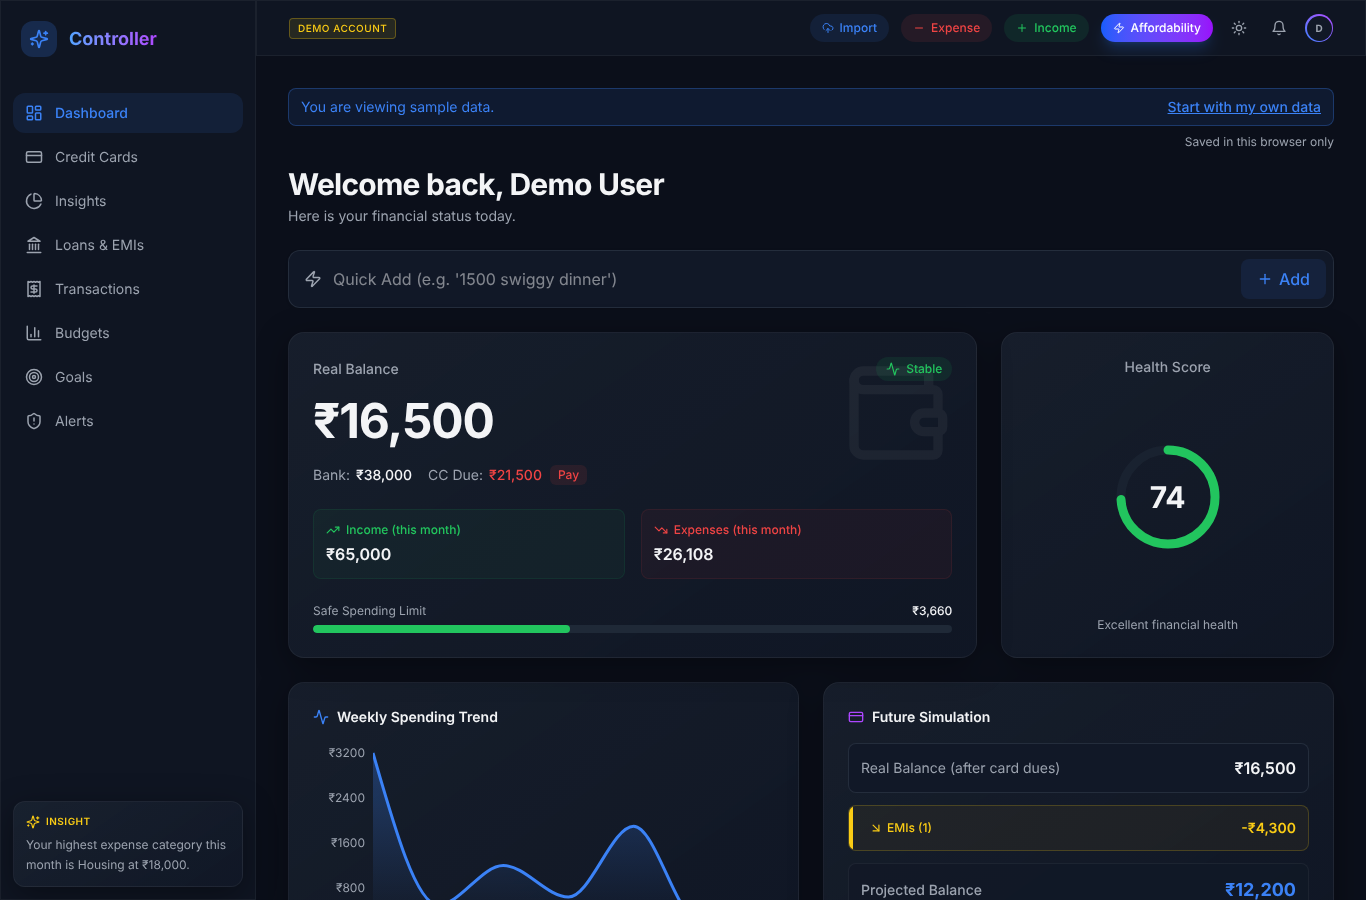 Controller
DEMO ACCOUNT
Import
Expense
Income
Affordability
D
Dashboard
Credit Cards
Insights
Loans & EMIs
Transactions
Budgets
Goals
Alerts
INSIGHT
Your highest expense category this
month is Housing at ₹18,000.
You are viewing sample data.
Start with my own data
Saved in this browser only
Welcome back, Demo User
Here is your financial status today.
Quick Add (e.g. '1500 swiggy dinner')
+ Add
Real Balance
Stable
₹16,500
Bank: ₹38,000 CC Due: ₹21,500 Pay
Income (this month)
₹65,000
Expenses (this month)
₹26,108
Safe Spending Limit
₹3,660
Health Score
74
Excellent financial health
Weekly Spending Trend
₹3200
₹2400
₹1600
₹800
Future Simulation
Real Balance (after card dues)
₹16,500
EMIs (1)
-₹4,300
Projected Balance
₹12,200